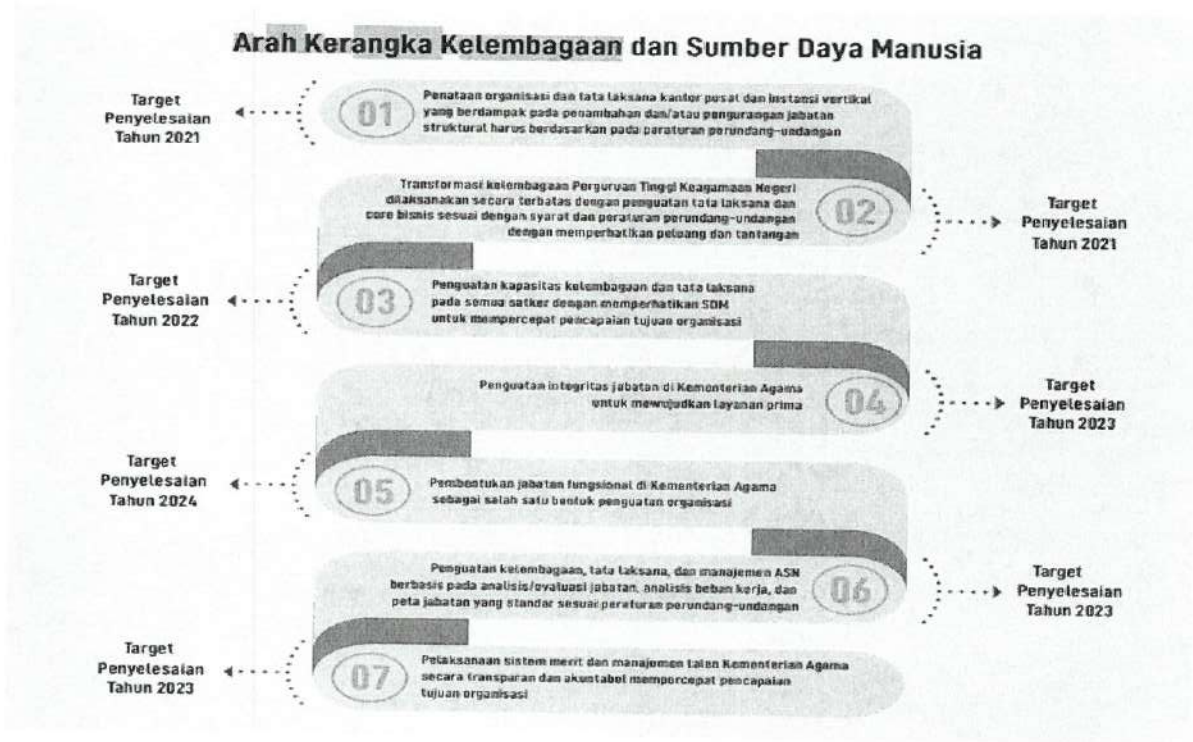 Arah Kerangka Kelembagaan dan Sumber Daya Manusia
Target
Penyelesaian
Tahun 2021
01
Penataan organisasi dan tata laksana kantor pusat dan instansi vertikal
yang berdampak pada penambahan dan/atau pengurangan jabatan
struktural harus berdasarkan pada peraturan perundang-undangan
Transformasi kelembagaan Perguruan Tinggi Keagamaan Negeri
dilaksanakan secara terbatas dengan penguatan tata laksana dan
core bisnis sesuai dengan syarat dan peraturan perundang-undangan
dengan memperhatikan peluang dan tantangan
02
Target
Penyelesaian
Tahun 2021
Target
Penyelesaian
Tahun 2022
03
Penguatan kapasitas kelembagaan dan tata laksana
pada semua satker dengan memperhatikan SDM
untuk mempercepat pencapaian tujuan organisasi
Penguatan integritas jabatan di Kementerian Agama
untuk mewujudkan layanan prima
04
Target
Penyelesaian
Tahun 2023
Target
Penyelesaian
Tahun 2024
05
Pembentukan jabatan fungsional di Kementerian Agama
sebagai salah satu bentuk penguatan organisasi
Penguatan kelembagaan, tata laksana, dan manajemen ASN
berbasis pada analisis/evaluasi jabatan, analisis beban kerja, dan
peta jabatan yang standar sesuai peraturan perundang-undangan
06
Target
Penyelesaian
Tahun 2023
Target
Penyelesaian
Tahun 2023
07
Pelaksanaan sistem merit dan manajemen talen Kementerian Agama
secara transparan dan akuntabel mempercepat pencapaian
tujuan organisasi